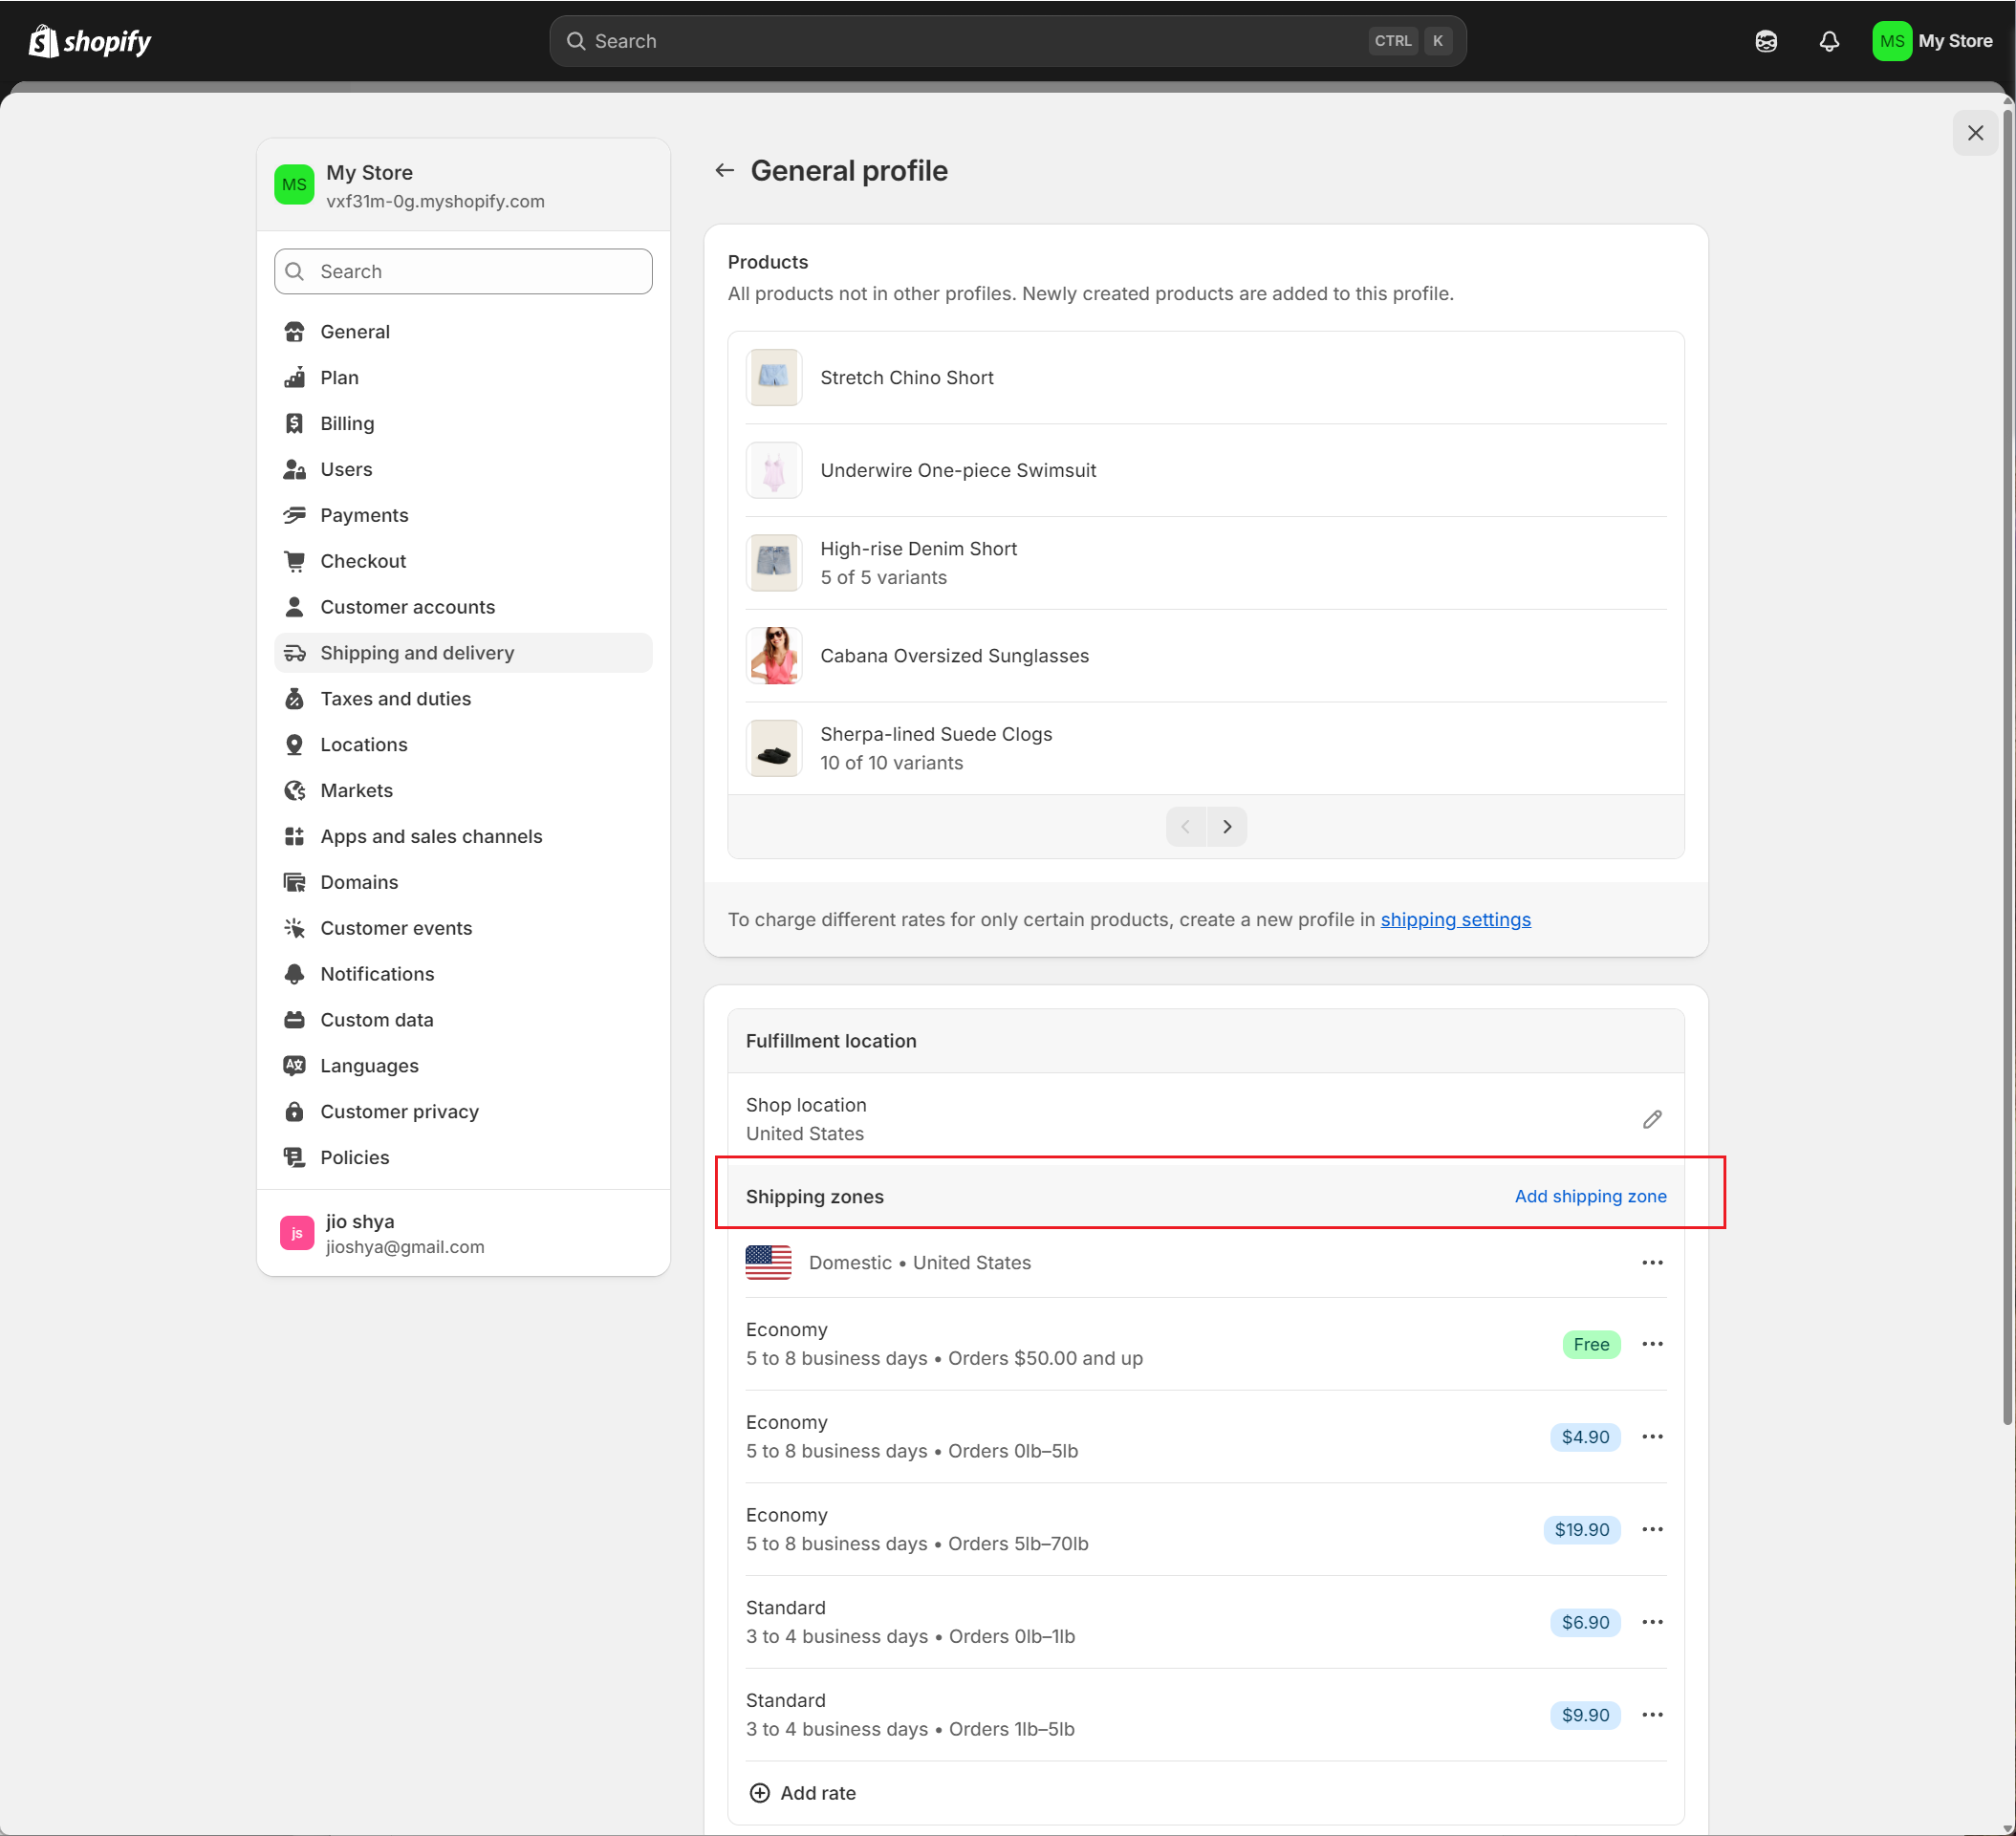 shopify
Search
CTRL K
MS
My Store
MS
My Store
vxf31m-0g.myshopify.com
Search
General
Plan
Billing
Users
Payments
Checkout
Customer accounts
Shipping and delivery
Taxes and duties
Locations
Markets
Apps and sales channels
Domains
Customer events
Notifications
Custom data
Languages
Customer privacy
Policies
js
jio shya
jioshya@gmail.com
General profile
Products
All products not in other profiles. Newly created products are added to this profile.
Stretch Chino Short
Underwire One-piece Swimsuit
High-rise Denim Short
5 of 5 variants
Cabana Oversized Sunglasses
Sherpa-lined Suede Clogs
10 of 10 variants
To charge different rates for only certain products, create a new profile in shipping settings
Fulfillment location
Shop location
United States
Shipping zones
Add shipping zone
Domestic • United States
Economy
5 to 8 business days • Orders $50.00 and up
Free
Economy
5 to 8 business days • Orders 0lb–5lb
$4.90
Economy
5 to 8 business days • Orders 5lb–70lb
$19.90
Standard
3 to 4 business days • Orders 0lb–1lb
$6.90
Standard
3 to 4 business days • Orders 1lb–5lb
$9.90
Add rate